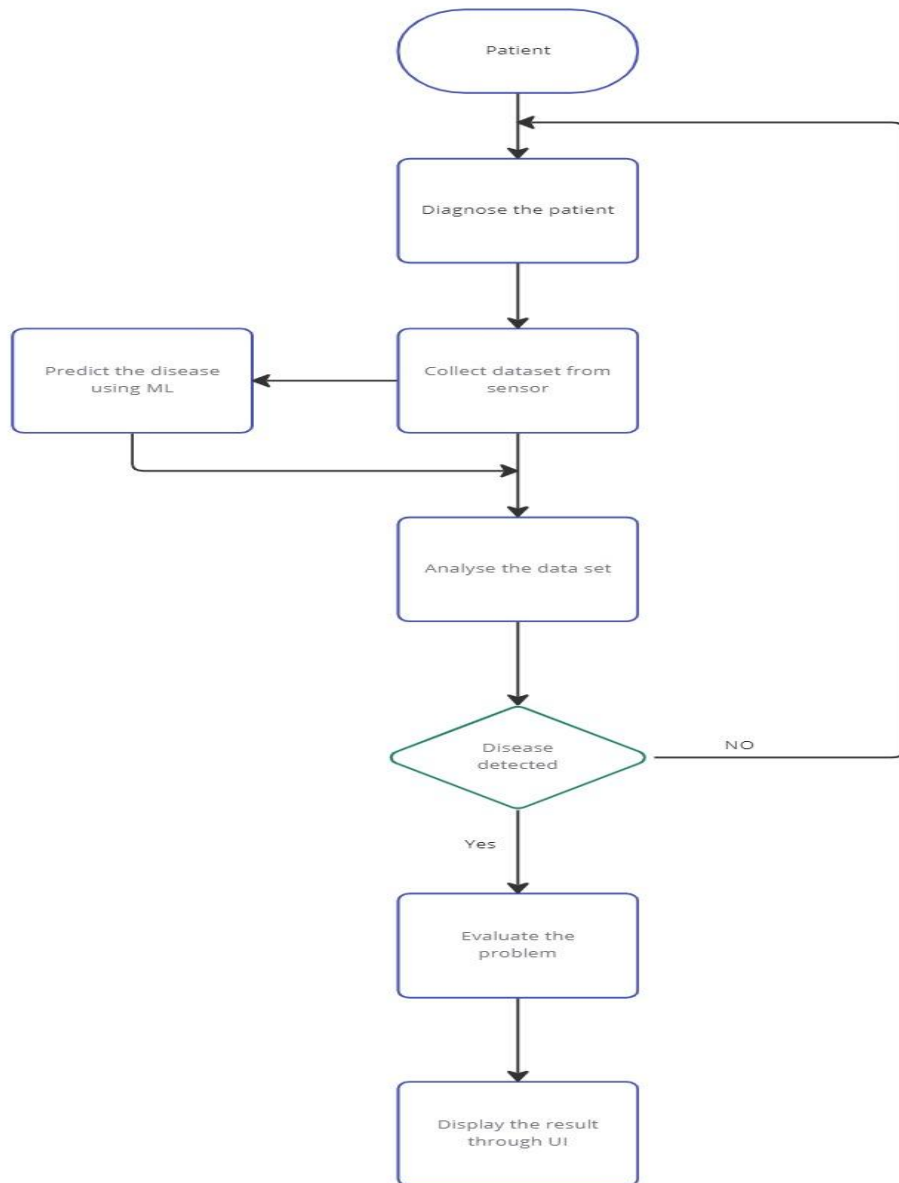 Patient
Diagnose the patient
Predict the disease
using ML
Collect dataset from
sensor
Analyse the data set
Disease
detected
NO
Yes
Evaluate the
problem
Display the result
through UI